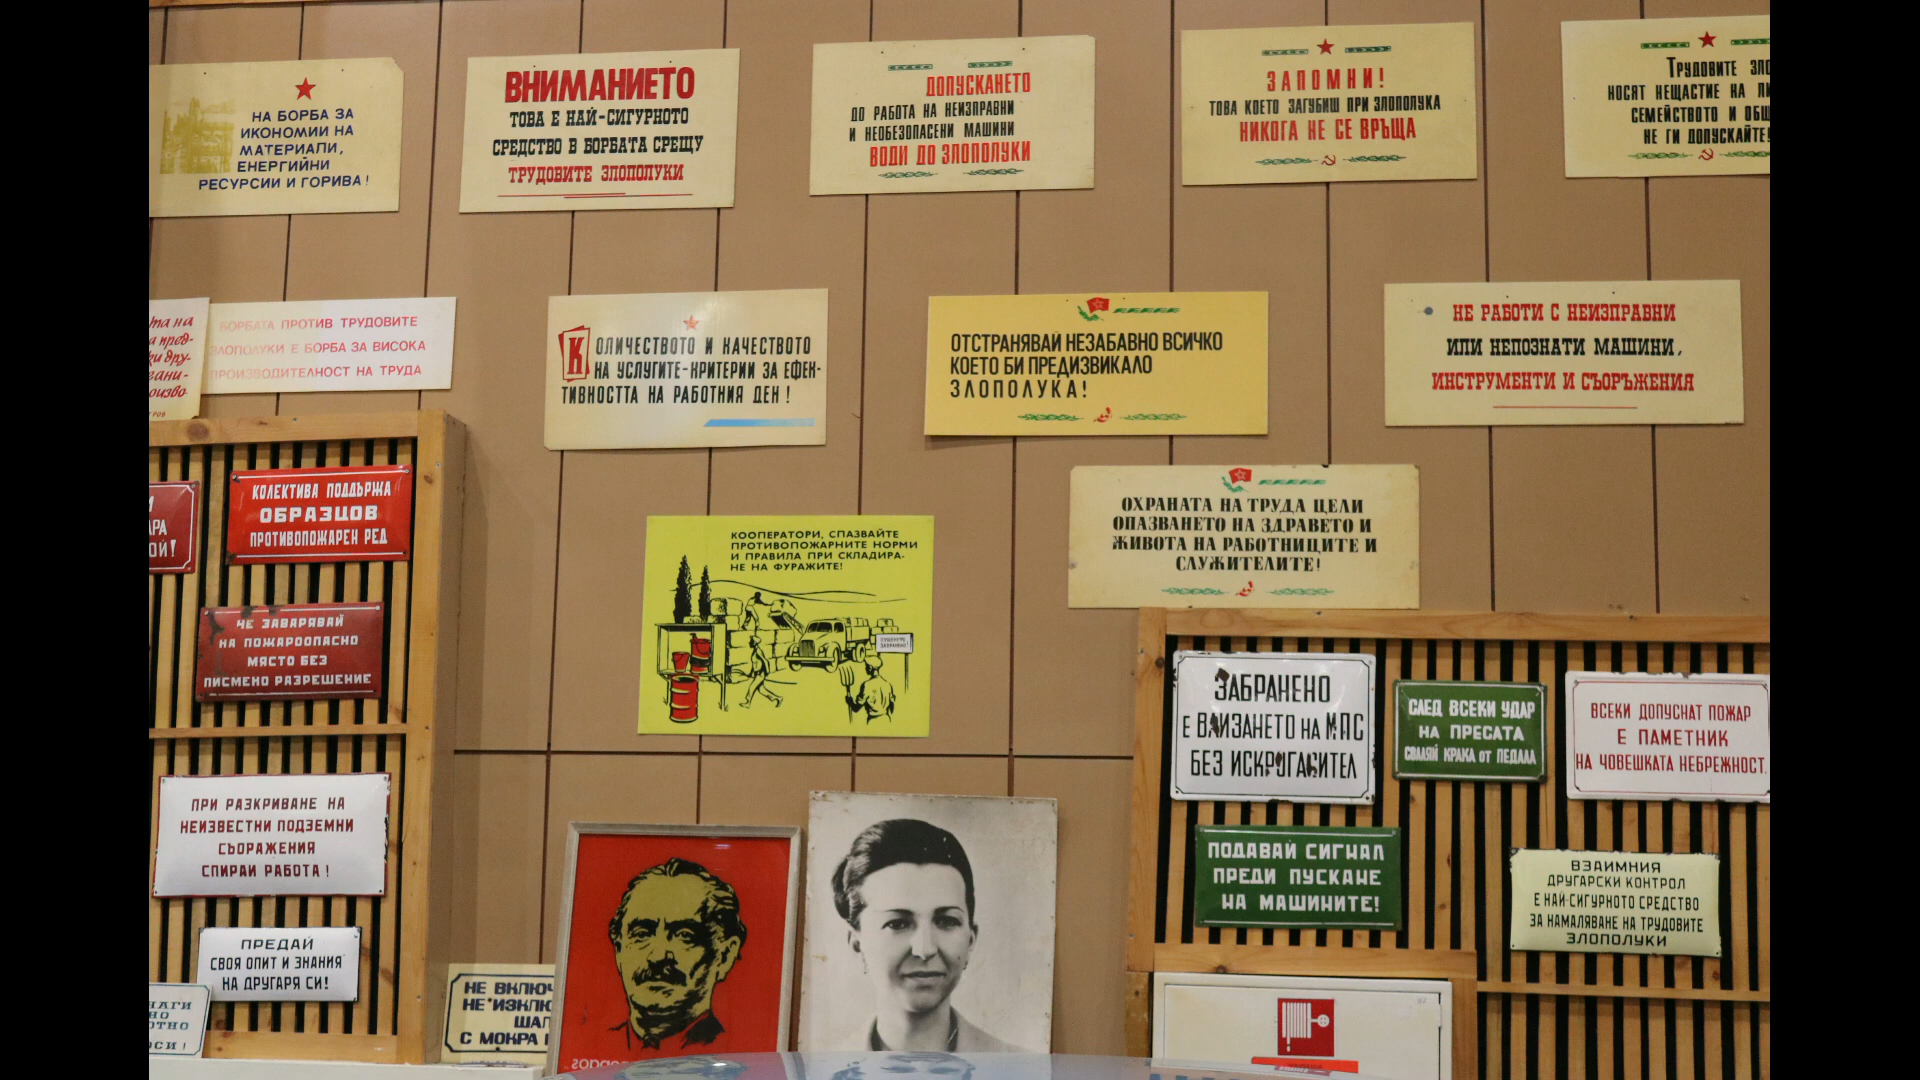 НА БОРБА ЗА
ИКОНОМИИ НА
МАТЕРИАЛИ,
ЕНЕРГИЙНИ
РЕСУРСИ И ГОРИВА!
ВНИМАНИЕТО
ТОВА Е НАЙ-СИГУРНОТО
СРЕДСТВО В БОРБАТА СРЕЩУ
ТРУДОВИТЕ ЗЛОПОЛУКИ
ДОПУСКАНЕТО
ДО РАБОТА НА НЕИЗПРАВНИ
И НЕОБЕЗОПАСЕНИ МАШИНИ
ВОДИ ДО ЗЛОПОЛУКИ
ЗАПОМНИ!
ТОВА КОЕТО ЗАГУБИШ ПРИ ЗЛОПОЛУКА
НИКОГА НЕ СЕ ВРЪЩА
ТРУДОВИТЕ
НОСЯТ НЕЩАСТИЕ НА
СЕМЕЙСТВОТО И
НЕ ГИ ДОПУСКАЙТЕ!
БОРБАТА ПРОТИВ ТРУДОВИТЕ
ЗЛОПОЛУКИ Е БОРБА ЗА ВИСОКА
ПРОИЗВОДИТЕЛНОСТ НА ТРУДА
КОЛИЧЕСТВОТО И КАЧЕСТВОТО
НА УСЛУГИТЕ-КРИТЕРИИ ЗА ЕФЕК-
ТИВНОСТТА НА РАБОТНИЯ ДЕН!
ОТСТРАНЯВАЙ НЕЗАБАВНО ВСИЧКО
КОЕТО БИ ПРЕДИЗВИКАЛО
ЗЛОПОЛУКА!
НЕ РАБОТИ С НЕИЗПРАВНИ
ИЛИ НЕПОЗНАТИ МАШИНИ,
ИНСТРУМЕНТИ И СЪОРЪЖЕНИЯ
КОЛЕКТИВА ПОДДЪРЖА
ОБРАЗЦОВ
ПРОТИВОПОЖАРЕН РЕД
ОХРАНАТА НА ТРУДА ЦЕЛИ
ОПАЗВАНЕТО НА ЗДРАВЕТО И
ЖИВОТА НА РАБОТНИЦИТЕ И
СЛУЖИТЕЛИТЕ!
КООПЕРАТОРИ, СПАЗВАЙТЕ
ПРОТИВОПОЖАРНИТЕ НОРМИ
И ПРАВИЛА ПРИ СКЛАДИРА-
НЕ НА ФУРАЖИТЕ!
ПУШЕНЕТО
ЗАБРАНЕНО!
ЧЕ ЗАВАРЯВАЙ
НА ПОЖАРООПАСНО
МЯСТО БЕЗ
ПИСМЕНО РАЗРЕШЕНИЕ
ЗАБРАНЕНО
Е ВЛИЗАНЕТО НА МПС
БЕЗ ИСКРОГАСИТЕЛ
СЛЕД ВСЕКИ УДАР
НА ПРЕСАТА
СВАЛЯЙ КРАКА ОТ ПЕДАЛА
ВСЕКИ ДОПУСНАТ ПОЖАР
Е ПАМЕТНИК
НА ЧОВЕШКАТА НЕБРЕЖНОСТ.
ПРИ РАЗКРИВАНЕ НА
НЕИЗВЕСТНИ ПОДЗЕМНИ
СЪОРАЖЕНИЯ
СПИРАЙ РАБОТА!
ПОДАВАЙ СИГНАЛ
ПРЕДИ ПУСКАНЕ
НА МАШИНИТЕ!
ВЗАИМНИЯ
ДРУГАРСКИ КОНТРОЛ
Е НАЙ-СИГУРНОТО СРЕДСТВО
ЗА НАМАЛЯВАНЕ НА ТРУДОВИТЕ
ЗЛОПОЛУКИ
ПРЕДАЙ
СВОЯ ОПИТ И ЗНАНИЯ
НА ДРУГАРЯ СИ!
НЕ ВКЛЮЧ
НЕ ИЗКЛЮ
С МОКРА